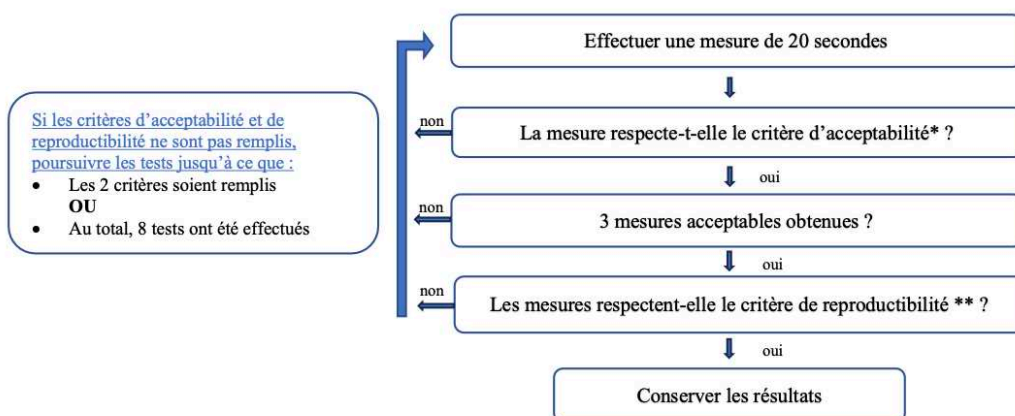 Effectuer une mesure de 20 secondes
Si les critères d'acceptabilité et de
reproductibilité ne sont pas remplis,
poursuivre les tests jusqu'à ce que :
• Les 2 critères soient remplis
OU
• Au total, 8 tests ont été effectués
non
La mesure respecte-t-elle le critère d'acceptabilité* ?
oui
non
3 mesures acceptables obtenues ?
oui
non
Les mesures respectent-elle le critère de reproductibilité ** ?
oui
Conserver les résultats